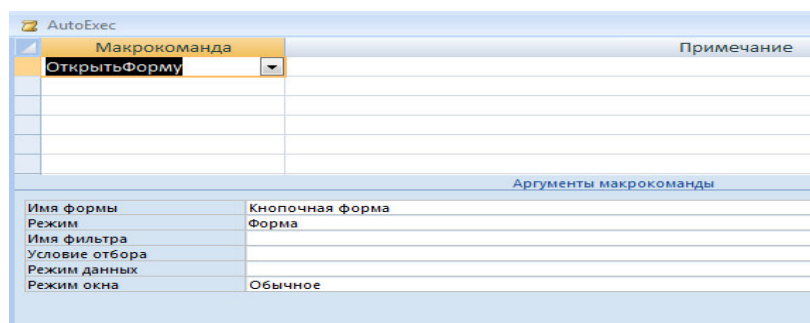 AutoExec
Макрокоманда Примечание
ОткрытьФорму
Аргументы макрокоманды
Имя формы Кнопочная форма
Режим Форма
Имя фильтра
Условие отбора
Режим данных
Режим окна Обычное